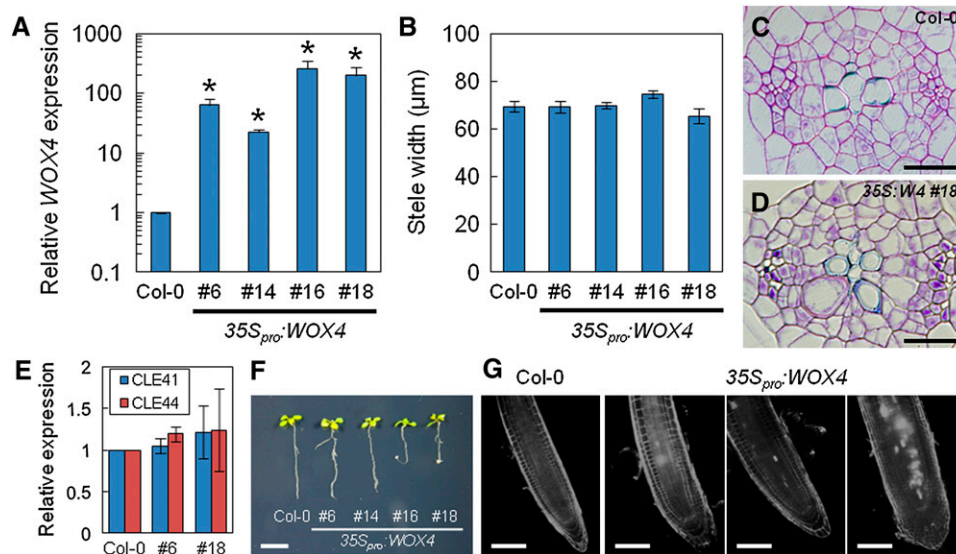 A
Relative WOX4 expression
1000
100
10
1
0.1
*
*
*
*
Col-0 #6 #14 #16 #18
35Spro:WOX4
B
Stele width (µm)
100
80
60
40
20
0
Col-0 #6 #14 #16 #18
35Spro:WOX4
C
Col-0
D
35S:W4 #18
E
Relative expression
2
1.5
1
0.5
0
CLE41
CLE44
Col-0 #6 #18
F
Col-0 #6 #14 #16 #18
35Spro:WOX4
G
Col-0
35Spro:WOX4